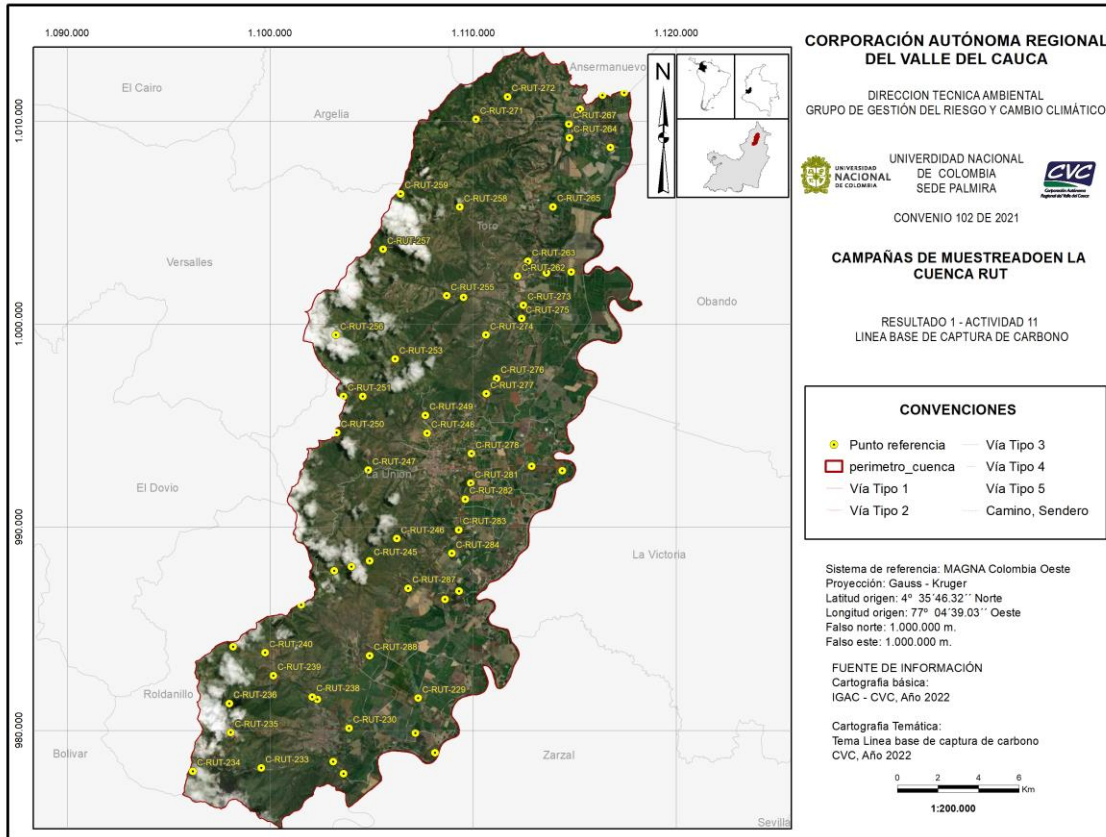 1.090.000
1.100.000
1.110.000
1.120.000
1.010.000
1.000.000
990.000
980.000
El Cairo
Argelia
Ansermanuevo
Versalles
Toro
Obando
El Dovio
La Unión
La Victoria
Roldanillo
Bolivar
Zarzal
Sevilla
N
C-RUT-272
C-RUT-271
C-RUT-267
C-RUT-264
C-RUT-259
C-RUT-258
C-RUT-265
C-RUT-257
C-RUT-263
C-RUT-262
C-RUT-255
C-RUT-273
C-RUT-275
C-RUT-256
C-RUT-274
C-RUT-253
C-RUT-276
C-RUT-277
C-RUT-251
C-RUT-249
C-RUT-248
C-RUT-250
C-RUT-278
C-RUT-247
C-RUT-281
C-RUT-282
C-RUT-246
C-RUT-283
C-RUT-284
C-RUT-245
C-RUT-287
C-RUT-240
C-RUT-288
C-RUT-239
C-RUT-238
C-RUT-229
C-RUT-236
C-RUT-235
C-RUT-230
C-RUT-234
C-RUT-233
CORPORACIÓN AUTÓNOMA REGIONAL
DEL VALLE DEL CAUCA
DIRECCION TECNICA AMBIENTAL
GRUPO DE GESTIÓN DEL RIESGO Y CAMBIO CLIMÁTICO
UNIVERSIDAD
NACIONAL
DE COLOMBIA
UNIVERDIDAD NACIONAL
DE COLOMBIA
SEDE PALMIRA
CVC
Corporación Autónoma
Regional del Valle del Cauca
CONVENIO 102 DE 2021
CAMPAÑAS DE MUESTREADOEN LA
CUENCA RUT
RESULTADO 1 - ACTIVIDAD 11
LINEA BASE DE CAPTURA DE CARBONO
CONVENCIONES
Punto referencia
perimetro_cuenca
Vía Tipo 1
Vía Tipo 2
Vía Tipo 3
Vía Tipo 4
Vía Tipo 5
Camino, Sendero
Sistema de referencia: MAGNA Colombia Oeste
Proyección: Gauss - Kruger
Latitud origen: 4º 35´46.32´´ Norte
Longitud origen: 77º 04´39.03´´ Oeste
Falso norte: 1.000.000 m.
Falso este: 1.000.000 m.
FUENTE DE INFORMACIÓN
Cartografía básica:
IGAC - CVC, Año 2022
Cartografía Temática:
Tema Linea base de captura de carbono
CVC, Año 2022
0 2 4 6
Km
1:200.000